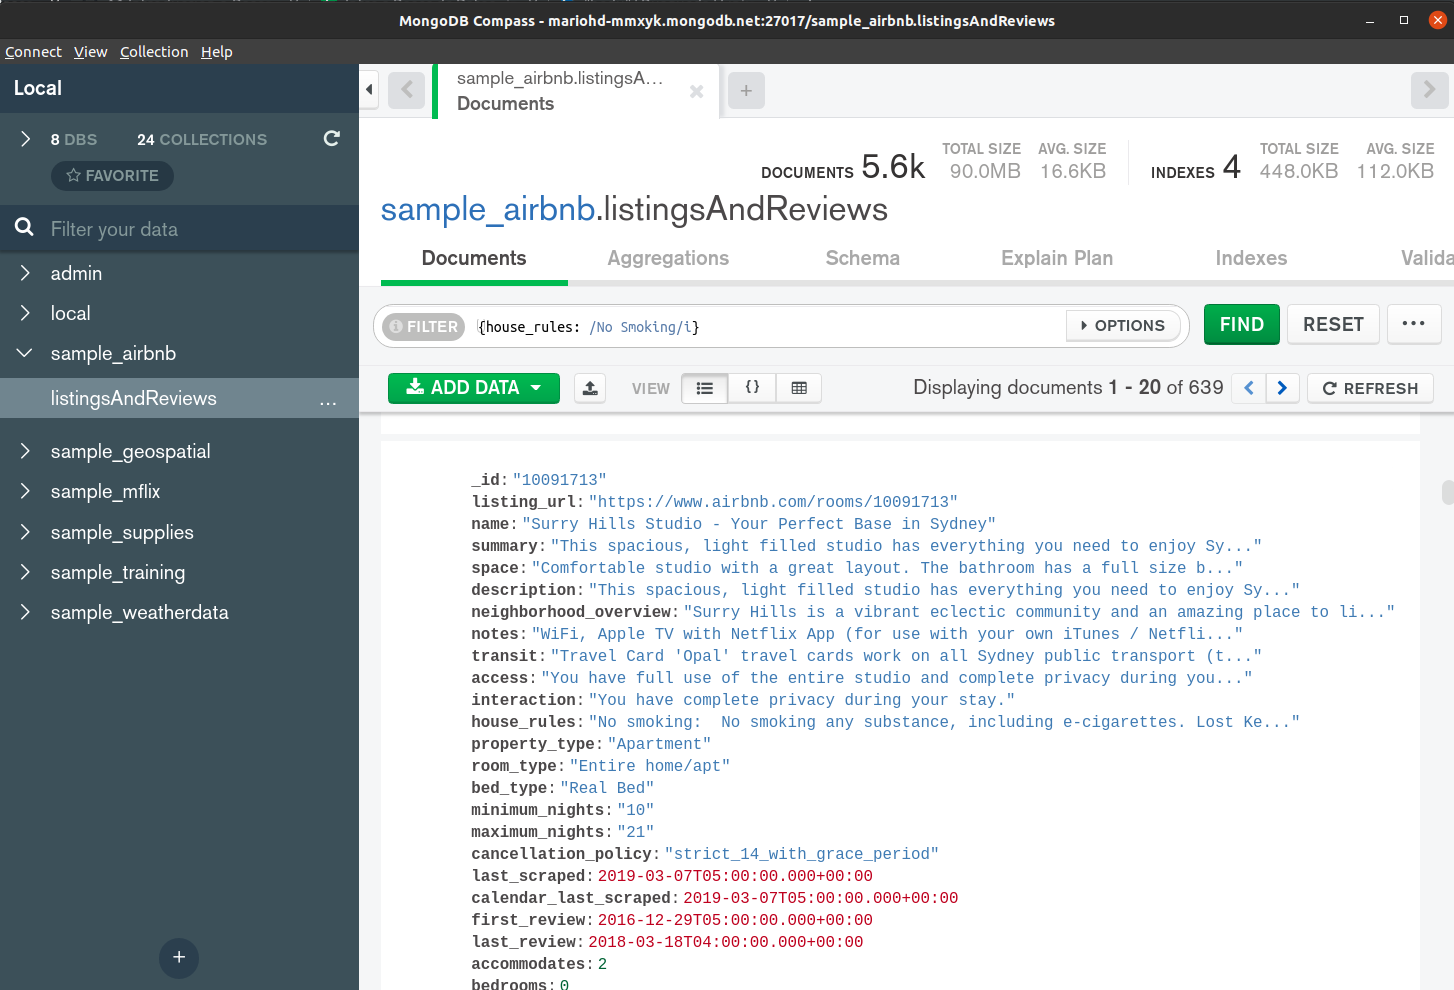 MongoDB Compass - mariohd-mmxyk.mongodb.net:27017/sample_airbnb.listingsAndReviews
Connect View Collection Help
Local
8 DBS 24 COLLECTIONS
FAVORITE
Filter your data
admin
local
sample_airbnb
listingsAndReviews ...
sample_geospatial
sample_mflix
sample_supplies
sample_training
sample_weatherdata
+
sample_airbnb.listingsA...
Documents
+
DOCUMENTS 5.6k TOTAL SIZE 90.0MB AVG. SIZE 16.6KB INDEXES 4 TOTAL SIZE 448.0KB AVG. SIZE 112.0KB
sample_airbnb.listingsAndReviews
Documents Aggregations Schema Explain Plan Indexes Valida
FILTER {house_rules: /No Smoking/i} OPTIONS FIND RESET ...
ADD DATA VIEW {} Displaying documents 1 - 20 of 639 REFRESH
_id: "10091713"
listing_url: "https://www.airbnb.com/rooms/10091713"
name: "Surry Hills Studio - Your Perfect Base in Sydney"
summary: "This spacious, light filled studio has everything you need to enjoy Sy..."
space: "Comfortable studio with a great layout. The bathroom has a full size b..."
description: "This spacious, light filled studio has everything you need to enjoy Sy..."
neighborhood_overview: "Surry Hills is a vibrant eclectic community and an amazing place to li..."
notes: "WiFi, Apple TV with Netflix App (for use with your own iTunes / Netfli..."
transit: "Travel Card 'Opal' travel cards work on all Sydney public transport (t..."
access: "You have full use of the entire studio and complete privacy during you..."
interaction: "You have complete privacy during your stay."
house_rules: "No smoking:  No smoking any substance, including e-cigarettes. Lost Ke..."
property_type: "Apartment"
room_type: "Entire home/apt"
bed_type: "Real Bed"
minimum_nights: "10"
maximum_nights: "21"
cancellation_policy: "strict_14_with_grace_period"
last_scraped: 2019-03-07T05:00:00.000+00:00
calendar_last_scraped: 2019-03-07T05:00:00.000+00:00
first_review: 2016-12-29T05:00:00.000+00:00
last_review: 2018-03-18T04:00:00.000+00:00
accommodates: 2
bedrooms: 0